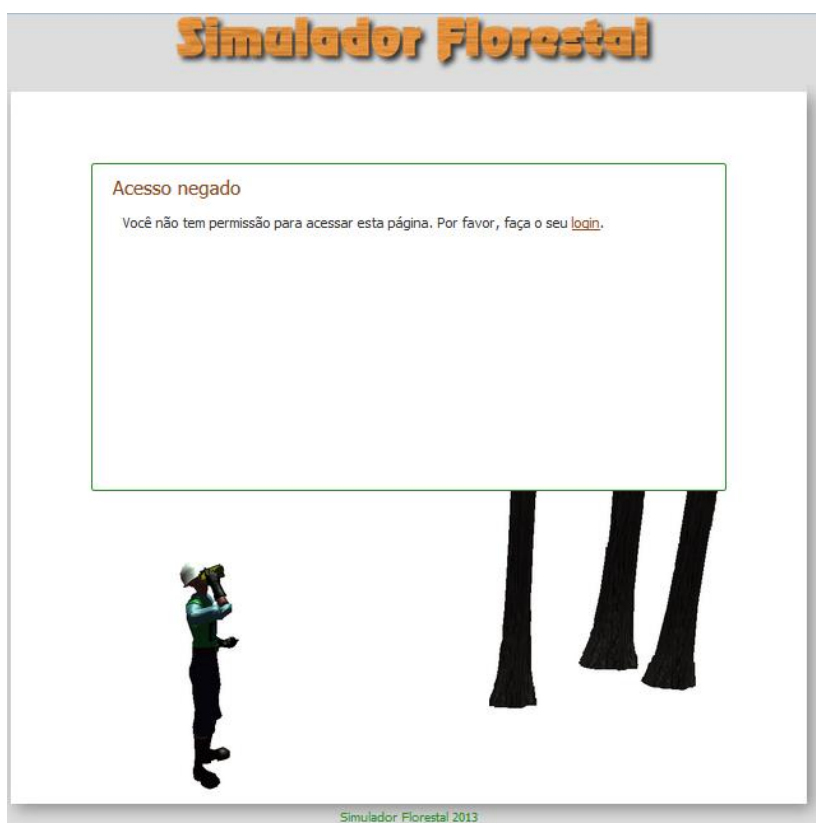 Simulador Florestal
Acesso negado
Você não tem permissão para acessar esta página. Por favor, faça o seu login.
Simulador Florestal 2013